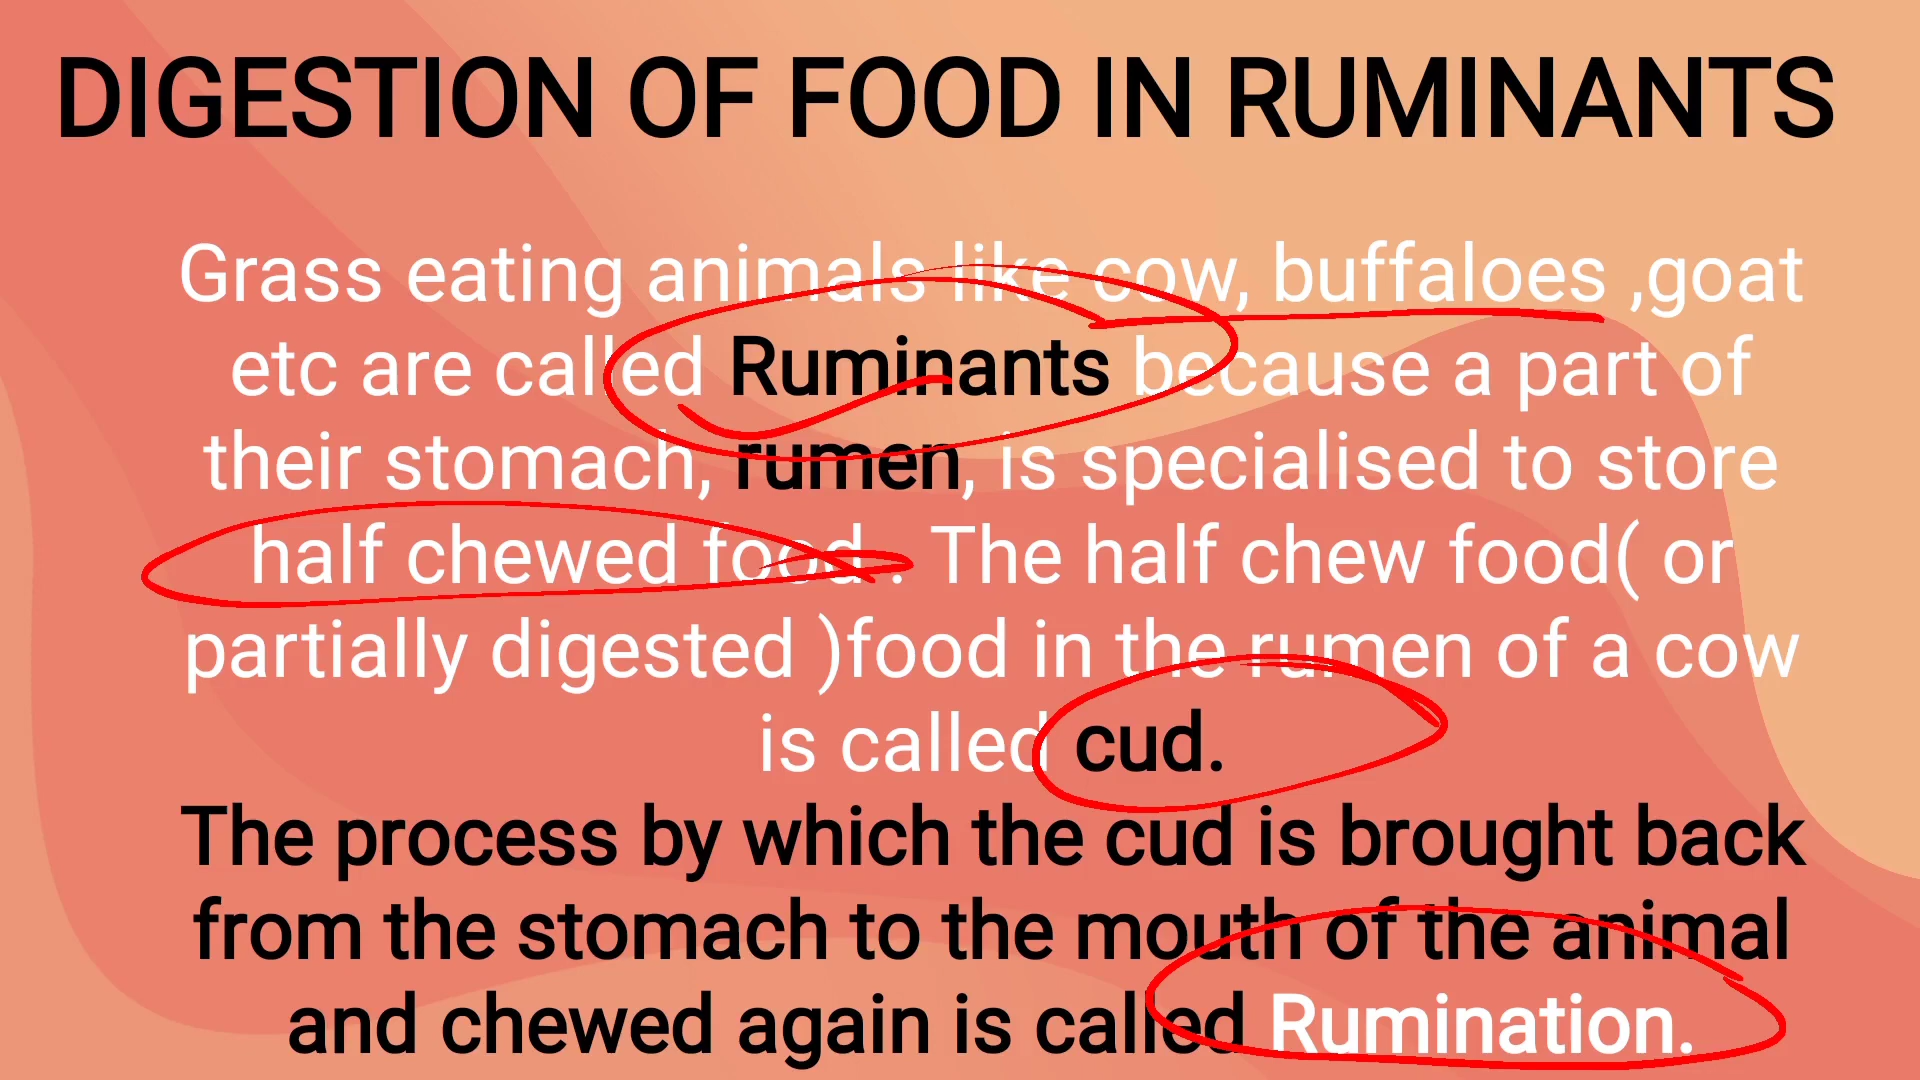 DIGESTION OF FOOD IN RUMINANTS
Grass eating animals like cow, buffaloes ,goat
etc are called Ruminants because a part of
their stomach, rumen, is specialised to store
half chewed food . The half chew food( or
partially digested )food in the rumen of a cow
is called cud.
The process by which the cud is brought back
from the stomach to the mouth of the animal
and chewed again is called Rumination.